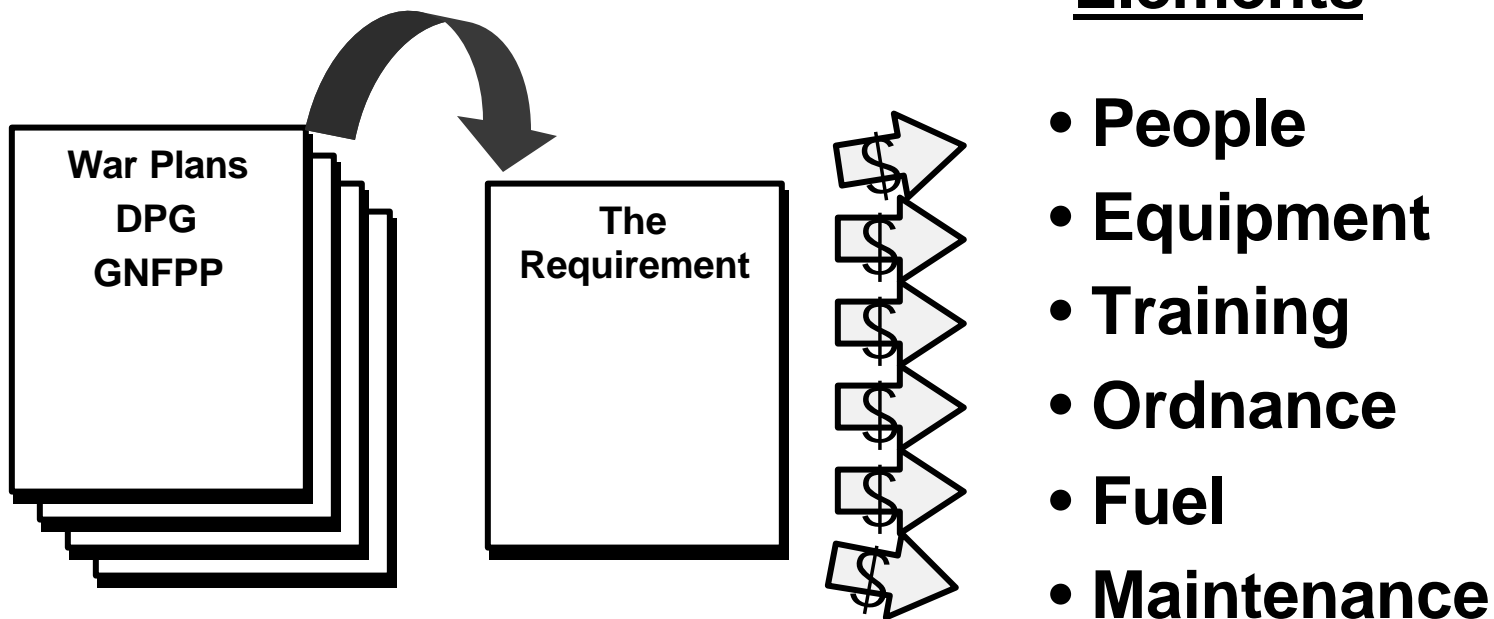 Elements
War Plans
DPG
GNFPP
The
Requirement
$
$
$
$
$
$
• People
• Equipment
• Training
• Ordnance
• Fuel
• Maintenance